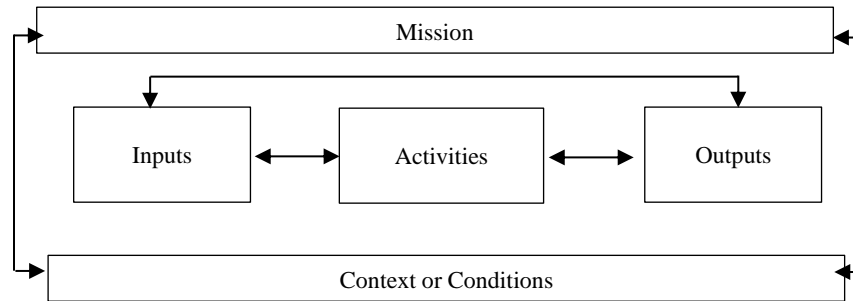 Mission
Inputs
Activities
Outputs
Context or Conditions